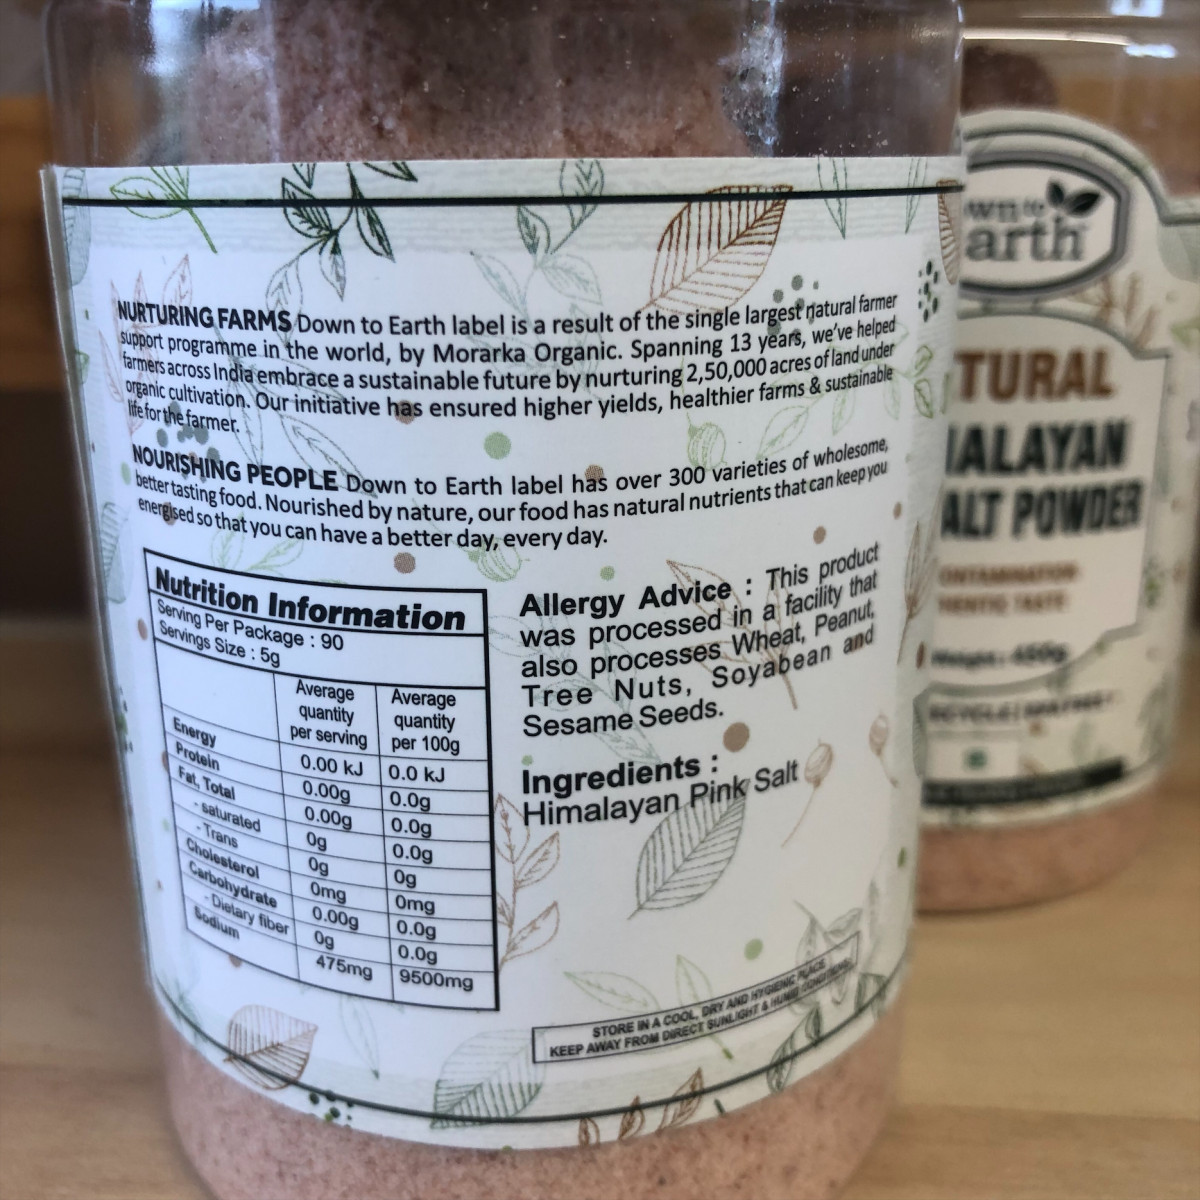 NURTURING FARMS Down to Earth label is a result of the single largest natural farmer
support programme in the world, by Morarka Organic. Spanning 13 years, we've helped
farmers across India embrace a sustainable future by nurturing 2,50,000 acres of land under
organic cultivation. Our initiative has ensured higher yields, healthier farms & sustainable
life for the farmer.
NOURISHING PEOPLE Down to Earth label has over 300 varieties of wholesome,
better tasting food. Nourished by nature, our food has natural nutrients that can keep you
energised so that you can have a better day, every day.
Nutrition Information
Serving Per Package : 90
Servings Size : 5g
Average quantity per serving Average quantity per 100g
Energy 0.00 kJ 0.0 kJ
Protein 0.00g 0.0g
Fat, Total 0.00g 0.0g
- saturated 0g 0.0g
- Trans 0g 0g
Cholesterol 0mg 0mg
Carbohydrate 0.00g 0.0g
- Dietary fiber 0g 0.0g
Sodium 475mg 9500mg
Allergy Advice : This product
was processed in a facility that
also processes Wheat, Peanut,
Tree Nuts, Soyabean and
Sesame Seeds.
Ingredients :
Himalayan Pink Salt
STORE IN A COOL, DRY AND HYGIENIC PLACE.
KEEP AWAY FROM DIRECT SUNLIGHT & HUMID CONDITIONS.
wn to
arth
TURAL
ALAYAN
ALT POWDER